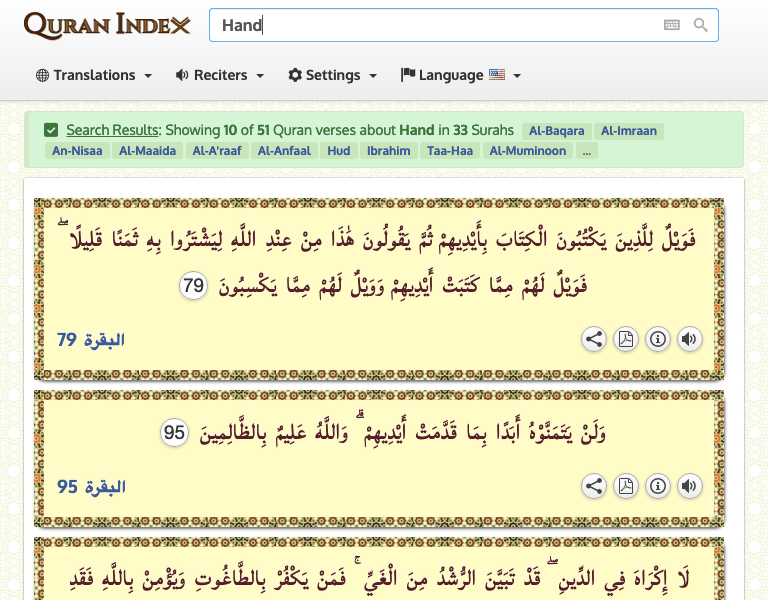 QURAN INDEX
Hand
Translations
Reciters
Settings
Language
Search Results: Showing 10 of 51 Quran verses about Hand in 33 Surahs Al-Baqara Al-Imraan
An-Nisaa Al-Maaida Al-A'raaf Al-Anfaal Hud Ibrahim Taa-Haa Al-Muminoon ...
فَوَيْلٌ لِلَّذِينَ يَكْتُبُونَ الْكِتَابَ بِأَيْدِيهِمْ ثُمَّ يَقُولُونَ هَٰذَا مِنْ عِنْدِ اللَّهِ لِيَشْتَرُوا بِهِ ثَمَنًا قَلِيلًا ۖ
فَوَيْلٌ لَهُمْ مِمَّا كَتَبَتْ أَيْدِيهِمْ وَوَيْلٌ لَهُمْ مِمَّا يَكْسِبُونَ 79
البقرة 79
وَلَنْ يَتَمَنَّوْهُ أَبَدًا بِمَا قَدَّمَتْ أَيْدِيهِمْ ۗ وَاللَّهُ عَلِيمٌ بِالظَّالِمِينَ 95
البقرة 95
لَا إِكْرَاهَ فِي الدِّينِ ۖ قَدْ تَبَيَّنَ الرُّشْدُ مِنَ الْغَيِّ ۚ فَمَنْ يَكْفُرْ بِالطَّاغُوتِ وَيُؤْمِنْ بِاللَّهِ فَقَدِ